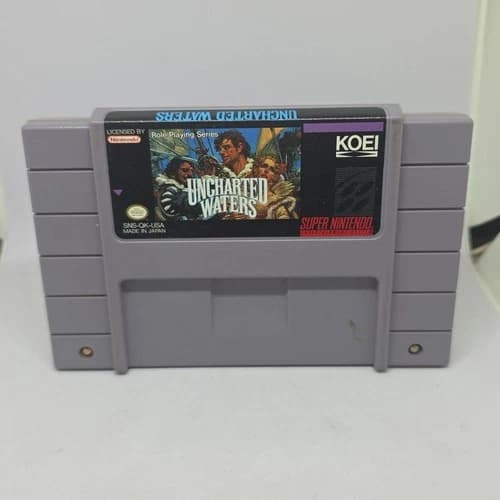 UNCHARTED WATERS
LICENSED BY
Nintendo
Role-Playing Series
KOEI
UNCHARTED
WATERS
SNS-QK-USA
MADE IN JAPAN
SUPER NINTENDO